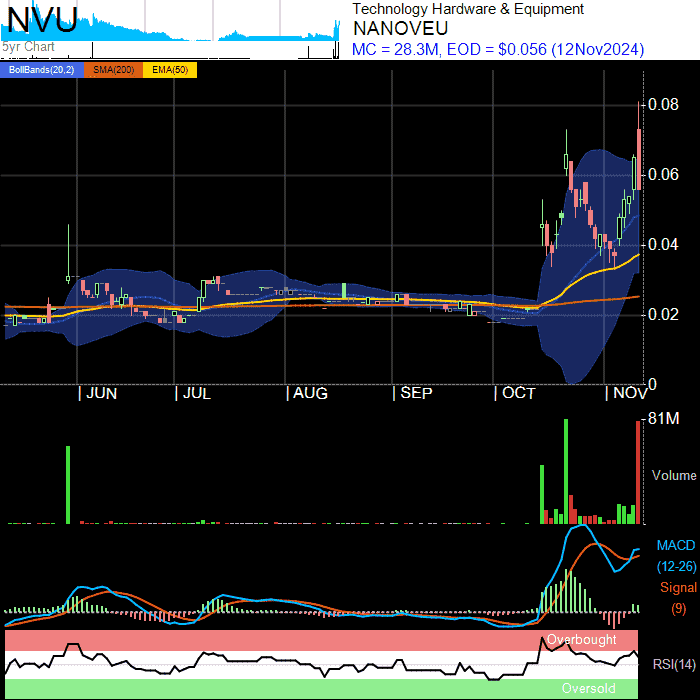 NVU
5yr Chart
Technology Hardware & Equipment
NANOVEU
MC = 28.3M, EOD = $0.056 (12Nov2024)
BollBands(20,2) SMA(200) EMA(50)
0.08
0.06
0.04
0.02
0
| JUN | JUL | AUG | SEP | OCT | NOV
81M
Volume
MACD
(12-26)
Signal
(9)
Overbought
RSI(14)
Oversold